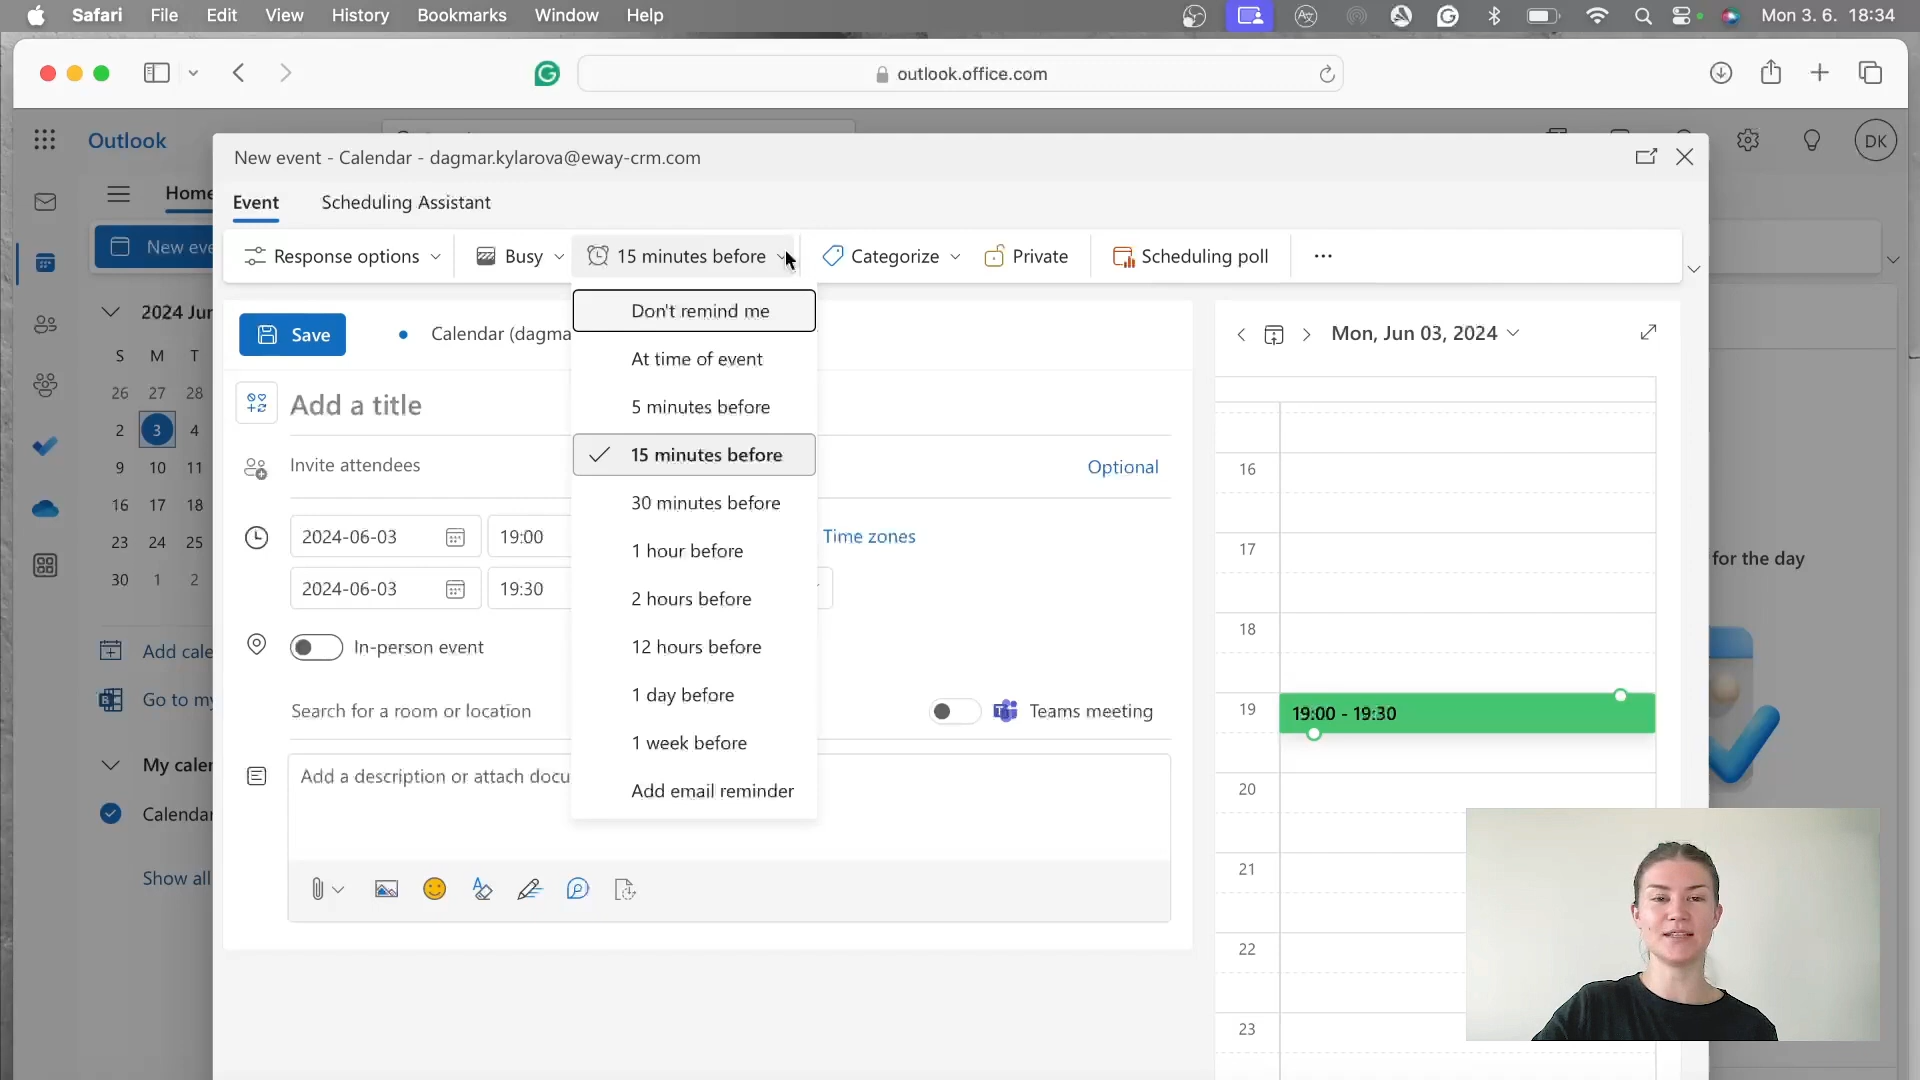 Safari File Edit View History Bookmarks Window Help Mon 3. 6. 18:34
outlook.office.com
Outlook
DK
New event - Calendar - dagmar.kylarova@eway-crm.com
Home
Event Scheduling Assistant
New eve
Response options Busy 15 minutes before Categorize Private Scheduling poll ...
2024 Jun
Don't remind me
Save
Calendar (dagma
Mon, Jun 03, 2024
S M T
At time of event
26 27 28
Add a title
5 minutes before
2 3 4
15 minutes before
Invite attendees
Optional
9 10 11
16
16 17 18
30 minutes before
2024-06-03 19:00
Time zones
23 24 25
1 hour before
17
for the day
30 1 2
2024-06-03 19:30
2 hours before
18
In-person event
12 hours before
Add cale
1 day before
Go to my
Search for a room or location
Teams meeting
19
19:00 - 19:30
1 week before
My caler
Add a description or attach docu
Add email reminder
20
Calendar
21
Show all
22
23